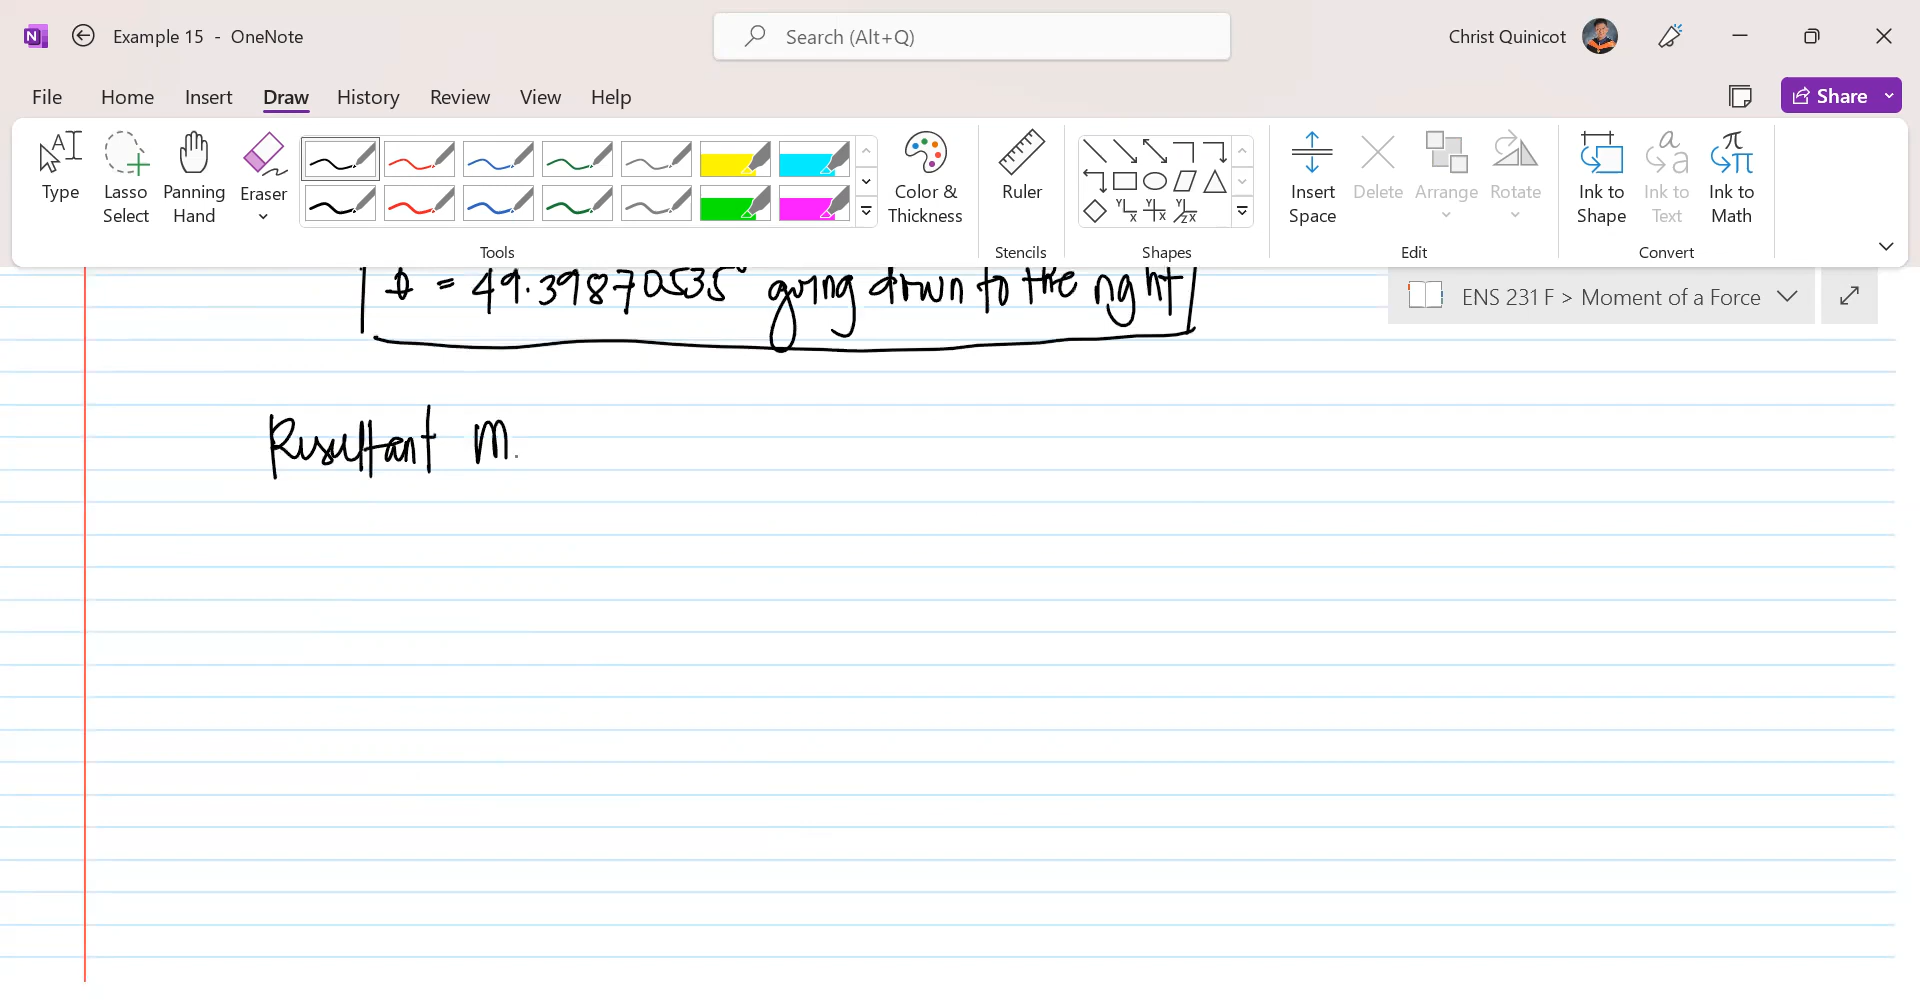 Example 15 - OneNote
Search (Alt+Q)
Christ Quinicot
File Home Insert Draw History Review View Help
Share
Type
Lasso Select
Panning Hand
Eraser
Color & Thickness
Ruler
Insert Space
Delete
Arrange
Rotate
Ink to Shape
Ink to Text
Ink to Math
Tools
Stencils
Shapes
Edit
Convert
θ = 49.39870535° going down to the right
ENS 231 F > Moment of a Force
Resultant M